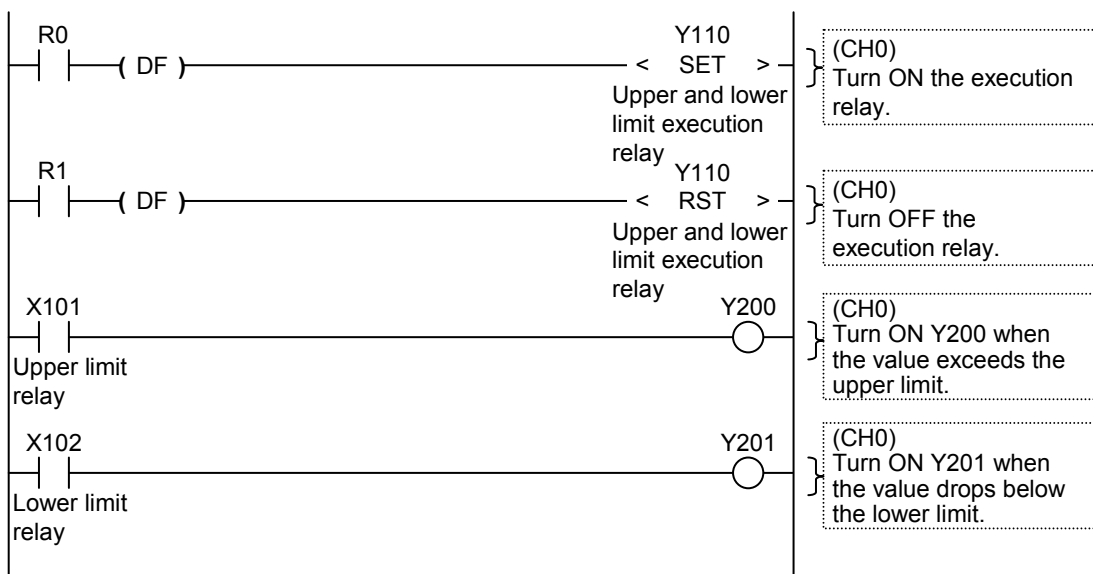 R0
( DF )
Y110
< SET >
Upper and lower
limit execution
relay
(CH0)
Turn ON the execution
relay.
R1
( DF )
Y110
< RST >
Upper and lower
limit execution
relay
(CH0)
Turn OFF the
execution relay.
X101
Upper limit
relay
Y200
(CH0)
Turn ON Y200 when
the value exceeds the
upper limit.
X102
Lower limit
relay
Y201
(CH0)
Turn ON Y201 when
the value drops below
the lower limit.